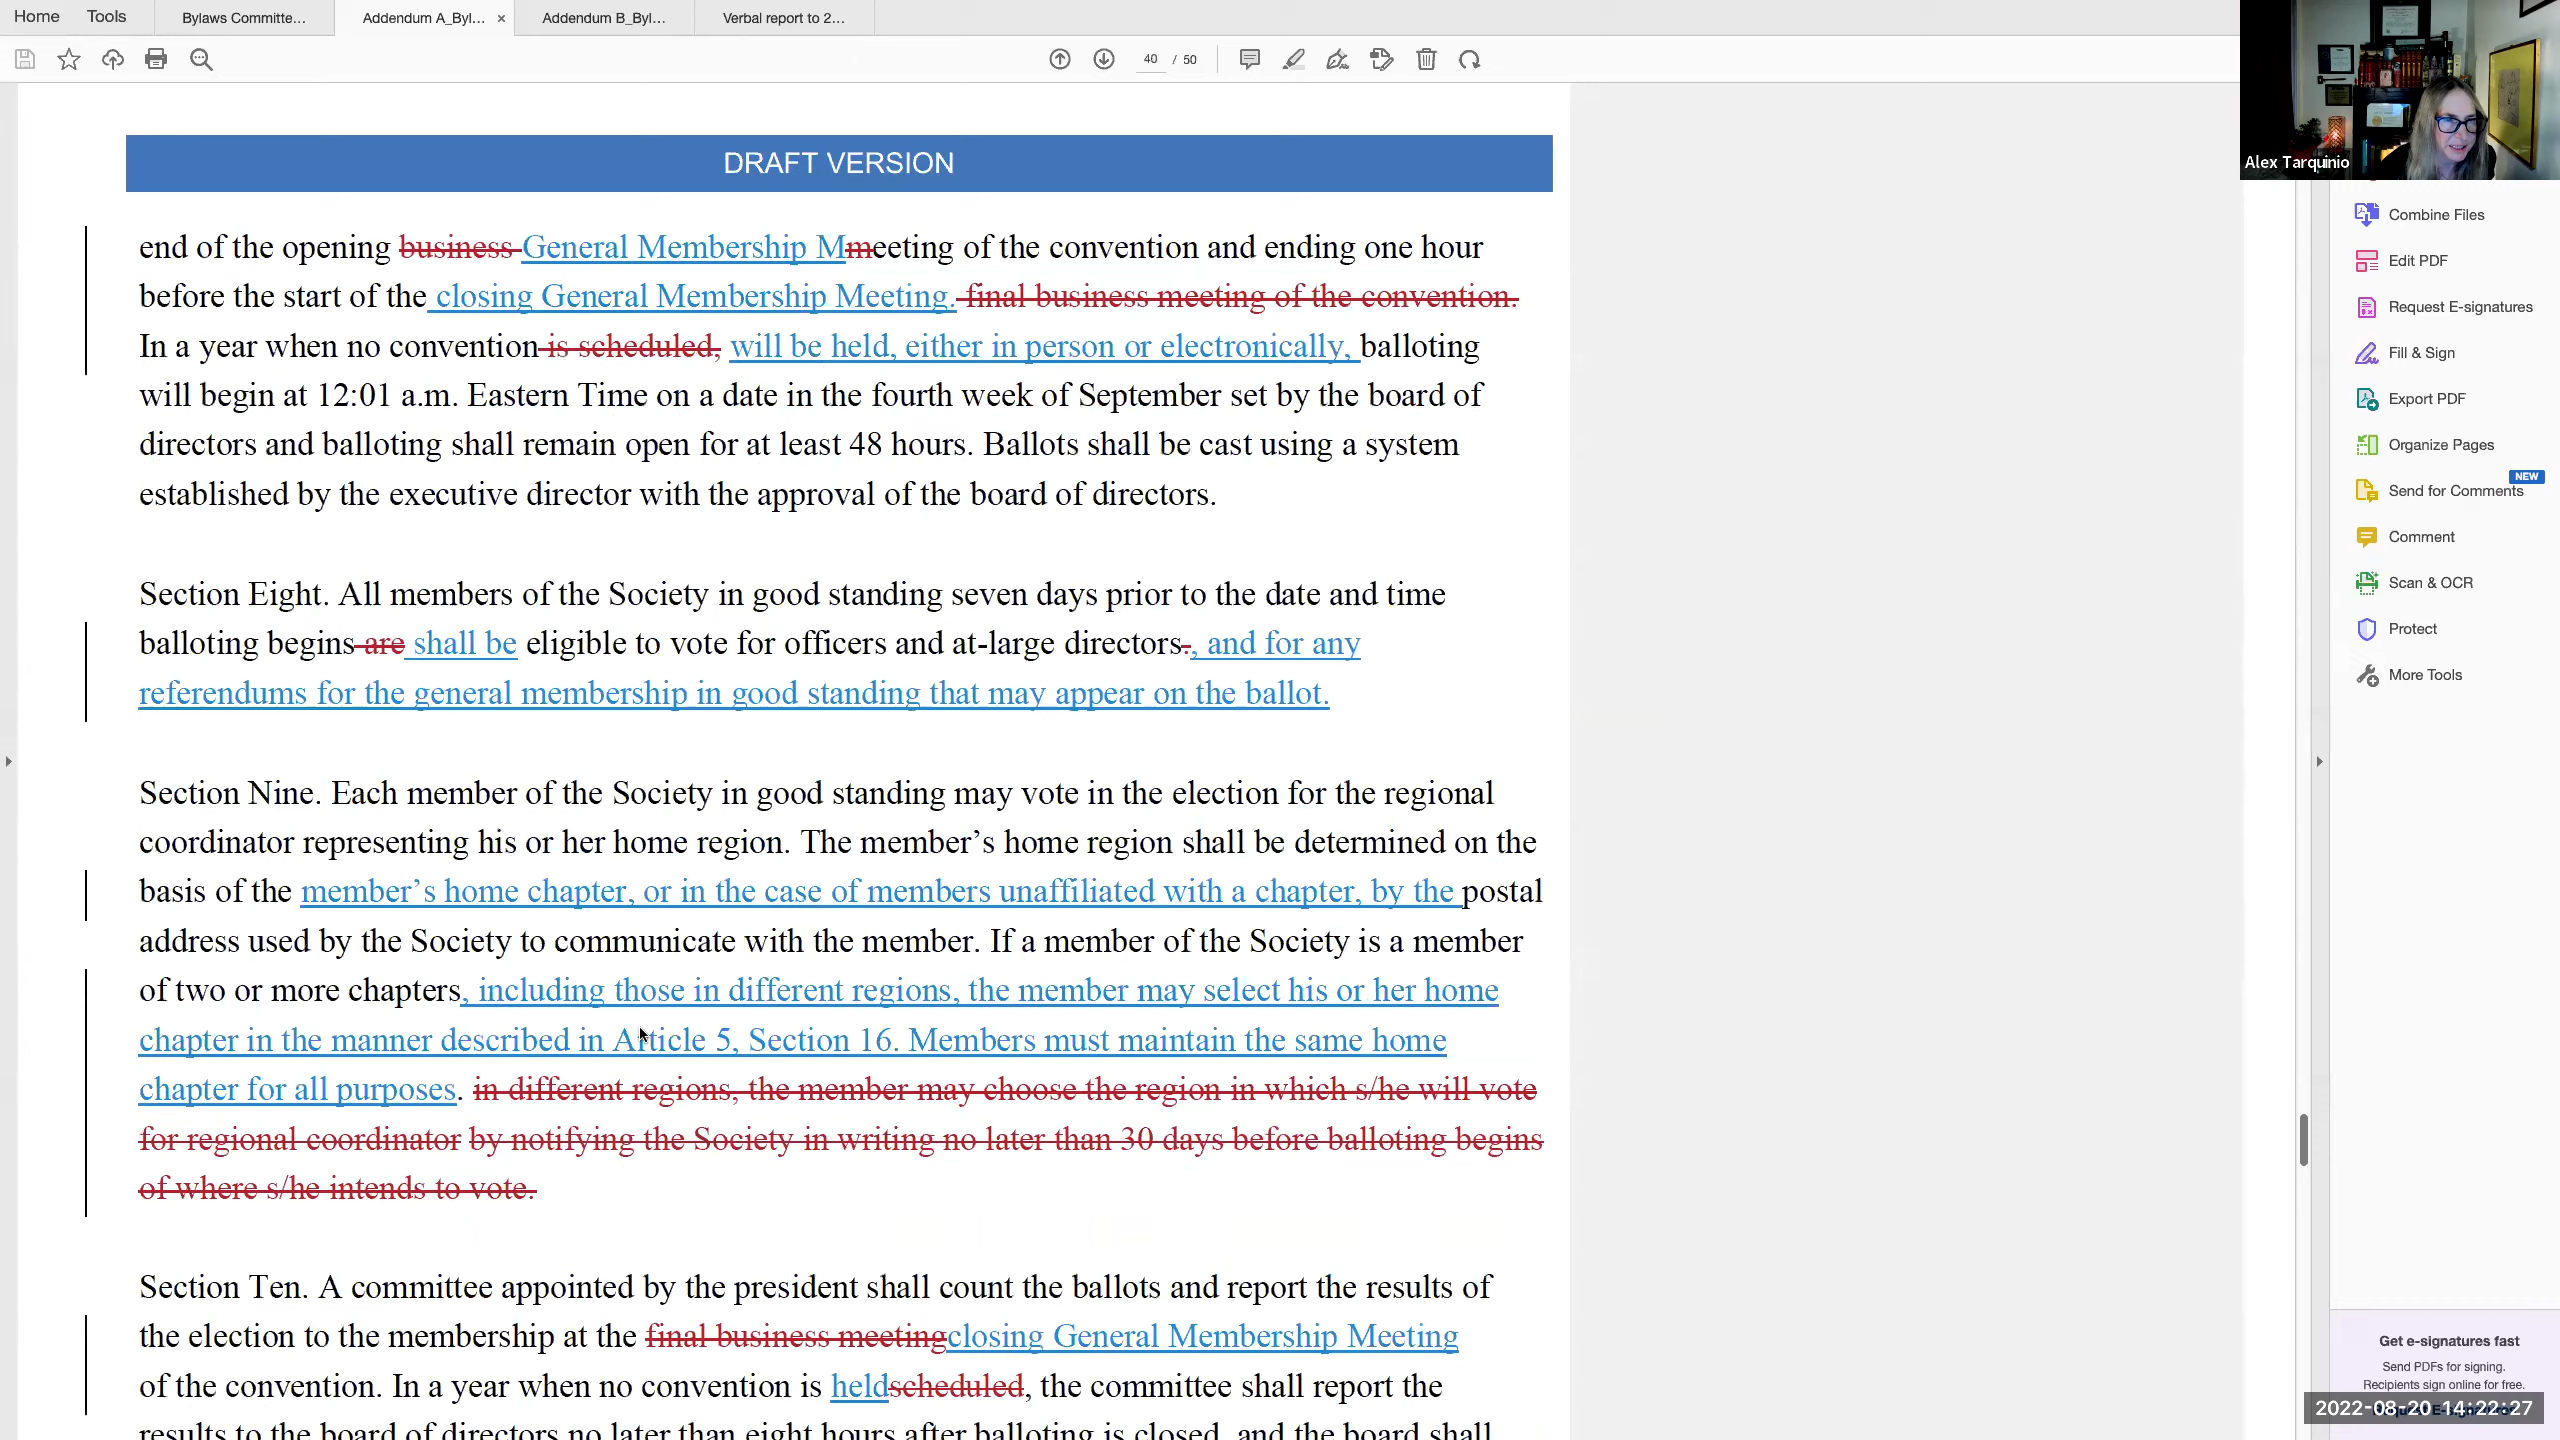 Home Tools Bylaws Committe... Addendum A_Byl... × Addendum B_Byl... Verbal report to 2...
40 / 50
Alex Tarquinio
DRAFT VERSION
end of the opening business General Membership Mmeeting of the convention and ending one hour
before the start of the closing General Membership Meeting. final business meeting of the convention.
In a year when no convention is scheduled, will be held, either in person or electronically, balloting
will begin at 12:01 a.m. Eastern Time on a date in the fourth week of September set by the board of
directors and balloting shall remain open for at least 48 hours. Ballots shall be cast using a system
established by the executive director with the approval of the board of directors.
Section Eight. All members of the Society in good standing seven days prior to the date and time
balloting begins are shall be eligible to vote for officers and at-large directors., and for any
referendums for the general membership in good standing that may appear on the ballot.
Section Nine. Each member of the Society in good standing may vote in the election for the regional
coordinator representing his or her home region. The member’s home region shall be determined on the
basis of the member’s home chapter, or in the case of members unaffiliated with a chapter, by the postal
address used by the Society to communicate with the member. If a member of the Society is a member
of two or more chapters, including those in different regions, the member may select his or her home
chapter in the manner described in Article 5, Section 16. Members must maintain the same home
chapter for all purposes. in different regions, the member may choose the region in which s/he will vote
for regional coordinator by notifying the Society in writing no later than 30 days before balloting begins
of where s/he intends to vote.
Section Ten. A committee appointed by the president shall count the ballots and report the results of
the election to the membership at the final business meetingclosing General Membership Meeting
of the convention. In a year when no convention is heldscheduled, the committee shall report the
results to the board of directors no later than eight hours after balloting is closed, and the board shall
Combine Files
Edit PDF
Request E-signatures
Fill & Sign
Export PDF
Organize Pages
NEW
Send for Comments
Comment
Scan & OCR
Protect
More Tools
Get e-signatures fast
Send PDFs for signing.
Recipients sign online for free.
2022-08-20 14:22:27